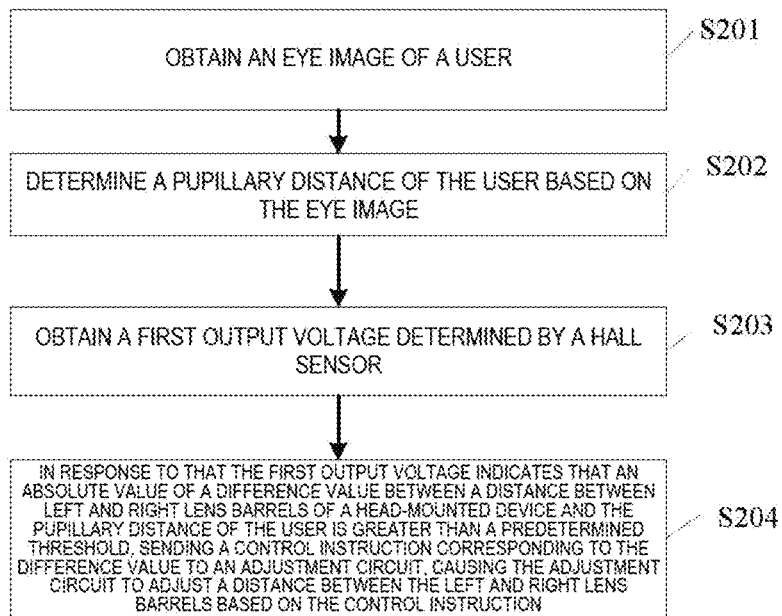 OBTAIN AN EYE IMAGE OF A USER
S201
DETERMINE A PUPILLARY DISTANCE OF THE USER BASED ON
THE EYE IMAGE
S202
OBTAIN A FIRST OUTPUT VOLTAGE DETERMINED BY A HALL
SENSOR
S203
IN RESPONSE TO THAT THE FIRST OUTPUT VOLTAGE INDICATES THAT AN
ABSOLUTE VALUE OF A DIFFERENCE VALUE BETWEEN A DISTANCE BETWEEN
LEFT AND RIGHT LENS BARRELS OF A HEAD-MOUNTED DEVICE AND THE
PUPILLARY DISTANCE OF THE USER IS GREATER THAN A PREDETERMINED
THRESHOLD, SENDING A CONTROL INSTRUCTION CORRESPONDING TO THE
DIFFERENCE VALUE TO AN ADJUSTMENT CIRCUIT, CAUSING THE ADJUSTMENT
CIRCUIT TO ADJUST A DISTANCE BETWEEN THE LEFT AND RIGHT LENS
BARRELS BASED ON THE CONTROL INSTRUCTION
S204